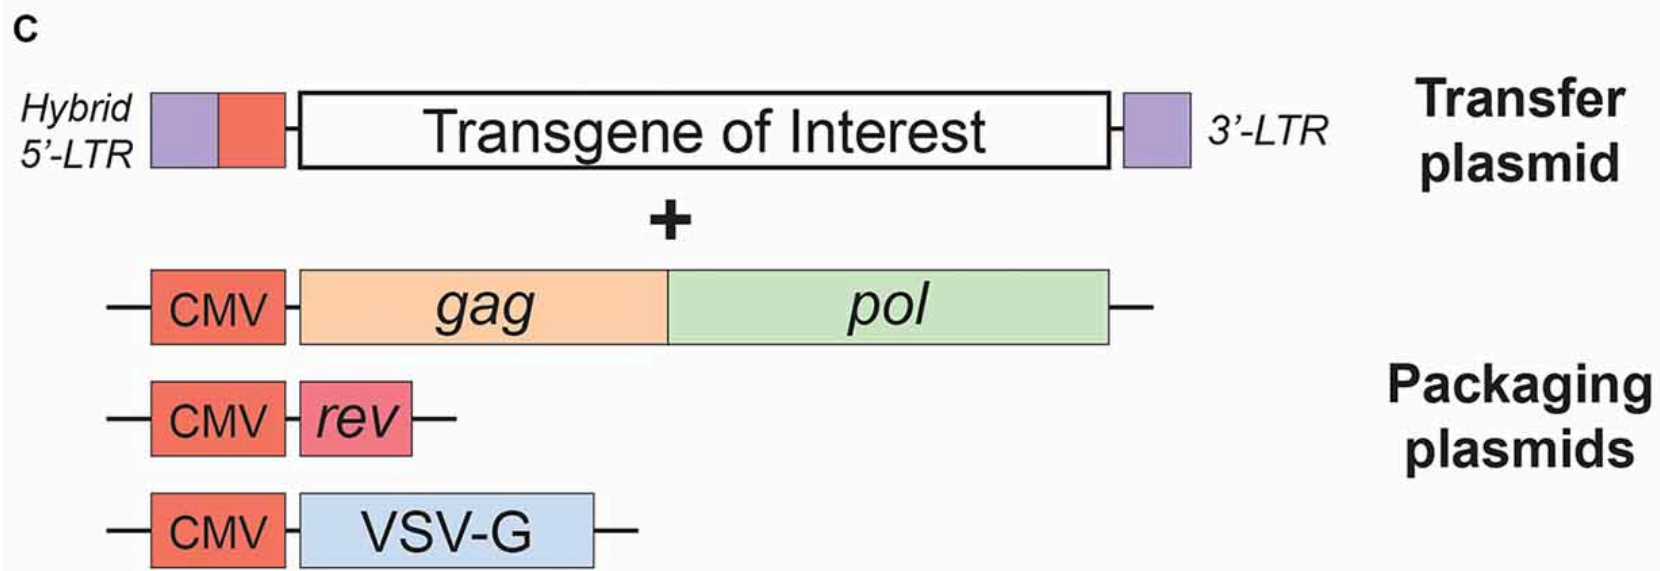 C
Hybrid
5’-LTR
Transgene of Interest
3’-LTR
Transfer
plasmid
+
CMV gag pol
CMV rev
Packaging
plasmids
CMV VSV-G